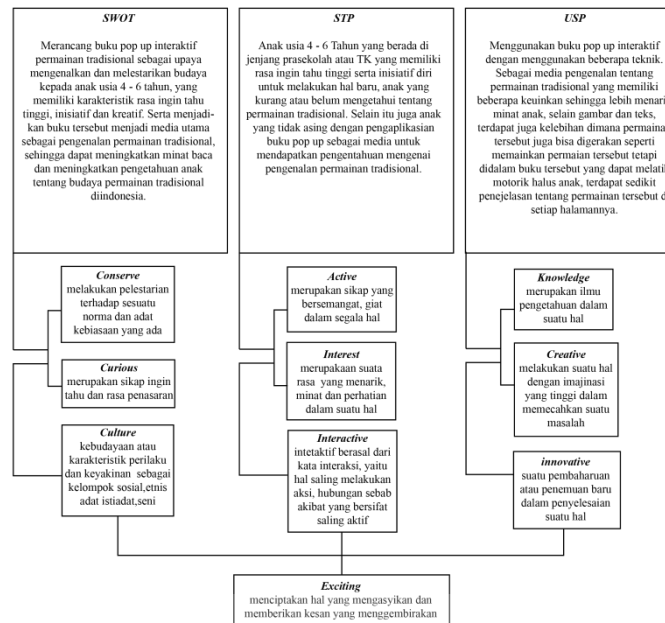 SWOT
Merancang buku pop up interaktif
permainan tradisional sebagai upaya
mengenalkan dan melestarikan budaya
kepada anak usia 4 - 6 tahun, yang
memiliki karakteristik rasa ingin tahu
tinggi, inisiatif dan kreatif. Serta menjadi-
kan buku tersebut menjadi media utama
sebagai pengenalan permainan tradisional,
sehingga dapat meningkatkan minat baca
dan meningkatkan pengetahuan anak
tentang budaya permainan tradisional
diindonesia.
Conserve
melakukan pelestarian
terhadap sesuatu
norma dan adat
kebiasaan yang ada
Curious
merupakan sikap ingin
tahu dan rasa penasaran
Culture
kebudayaan atau
karakteristik perilaku
dan keyakinan sebagai
kelompok sosial,etnis
adat istiadat,seni
STP
Anak usia 4 - 6 Tahun yang berada di
jenjang prasekolah atau TK yang memiliki
rasa ingin tahu tinggi serta inisiatif diri
untuk melakukan hal baru, anak yang
kurang atau belum mengetahui tentang
permainan tradisional. Selain itu juga anak
yang tidak asing dengan pengaplikasian
buku pop up sebagai media untuk
mendapatkan pengentahuan mengenai
pengenalan permainan tradisional.
Active
merupakan sikap yang
bersemangat, giat
dalam segala hal
Interest
merupakaan suata
rasa yang menarik,
minat dan perhatian
dalam suatu hal
Interactive
intetaktif berasal dari
kata interaksi, yaitu
hal saling melakukan
aksi, hubungan sebab
akibat yang bersifat
saling aktif
USP
Menggunakan buku pop up interaktif
dengan menggunakan beberapa teknik.
Sebagai media pengenalan tentang
permainan tradisional yang memiliki
beberapa keuinkan sehingga lebih menari
minat anak, selain gambar dan teks,
terdapat juga kelebihan dimana permaina
tersebut juga bisa digerakan seperti
memainkan permaian tersebut tetapi
didalam buku tersebut yang dapat melati
motorik halus anak, terdapat sedikit
penejelasan tentang permainan tersebut d
setiap halamannya.
Knowledge
merupakan ilmu
pengetahuan dalam
suatu hal
Creative
melakukan suatu hal
dengan imajinasi
yang tinggi dalam
memecahkan suatu
masalah
innovative
suatu pembaharuan
atau penemuan baru
dalam penyelesaian
suatu hal
Exciting
menciptakan hal yang mengasyikan dan
memberikan kesan yang menggembirakan